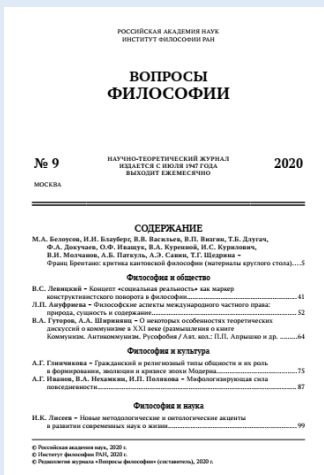 РОССИЙСКАЯ АКАДЕМИЯ НАУК
ИНСТИТУТ ФИЛОСОФИИ РАН
ВОПРОСЫ
ФИЛОСОФИИ
№ 9
НАУЧНО-ТЕОРЕТИЧЕСКИЙ ЖУРНАЛ
ИЗДАЕТСЯ С ИЮЛЯ 1947 ГОДА
ВЫХОДИТ ЕЖЕМЕСЯЧНО
2020
МОСКВА
СОДЕРЖАНИЕ
М.А. Белоусов, И.И. Блауберг, В.В. Васильев, В.П. Визгин, Т.Б. Длугач,
Ф.А. Докучаев, О.Ф. Иващук, В.А. Куренной, И.С. Курилович,
В.И. Молчанов, А.Б. Паткуль, А.Э. Савин, Т.Г. Щедрина –
Франц Брентано: критика кантовской философии (материалы круглого стола)....5
Философия и общество
В.С. Левицкий – Концепт «социальная реальность» как маркер
конструктивистского поворота в философии....41
Л.П. Ануфриева – Философские аспекты международного частного права:
природа, сущность и содержание....52
В.А. Гуторов, А.А. Ширинянц – О некоторых особенностях теоретических
дискуссий о коммунизме в XXI веке (размышления о книге
Коммунизм. Антикоммунизм. Русофобия / Авт. кол.: П.П. Апрышко и др. ....64
Философия и культура
А.Г. Глинчикова – Гражданский и религиозный типы общности и их роль
в формировании, эволюции и кризисе эпохи Модерна....75
А.Г. Иванов, В.А. Нехамкин, И.П. Полякова – Мифологизирующая сила
повседневности....87
Философия и наука
И.К. Лисеев – Новые методологические и онтологические акценты
в развитии современных наук о жизни....99
© Российская академия наук, 2020 г.
© Институт философии РАН, 2020 г.
© Редколлегия журнала «Вопросы философии» (составитель), 2020 г.